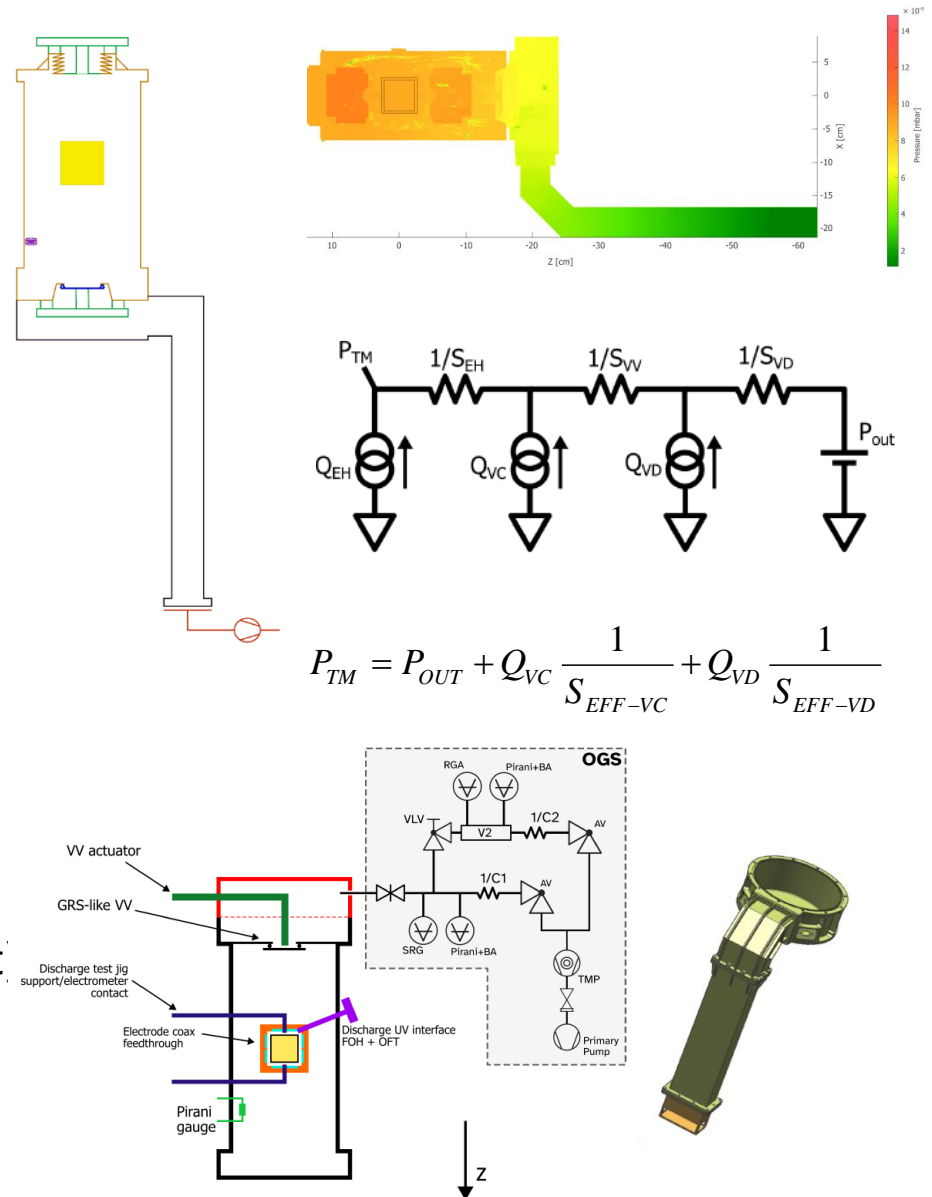 × 10⁻⁹
14
12
10
8
6
4
2
Pressure [mbar]
5
0
-5
-10
-15
-20
X [cm]
10
0
-10
-20
-30
-40
-50
-60
Z [cm]
P_TM
1/S_EH
1/S_VV
1/S_VD
Q_EH
Q_VC
Q_VD
P_out
P_TM = P_OUT + Q_VC 1/S_EFF-VC + Q_VD 1/S_EFF-VD
OGS
RGA
Pirani+BA
VLV
V2
1/C2
AV
1/C1
AV
SRG
Pirani+BA
TMP
Primary
Pump
VV actuator
GRS-like VV
Discharge test jig
support/electrometer
contact
Electrode coax
feedthrough
Discharge UV interface
FOH + OFT
Pirani
gauge
Z